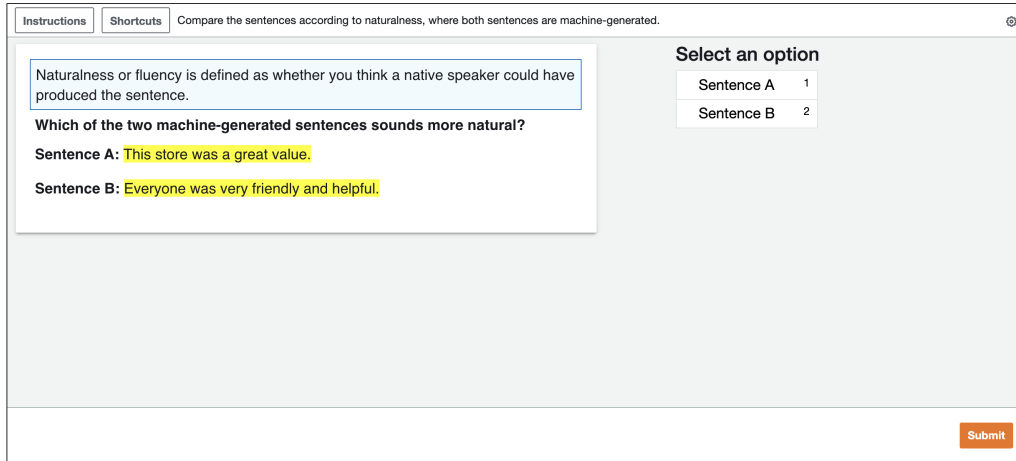 Instructions Shortcuts Compare the sentences according to naturalness, where both sentences are machine-generated.
Naturalness or fluency is defined as whether you think a native speaker could have
produced the sentence.
Which of the two machine-generated sentences sounds more natural?
Sentence A: This store was a great value.
Sentence B: Everyone was very friendly and helpful.
Select an option
Sentence A 1
Sentence B 2
Submit